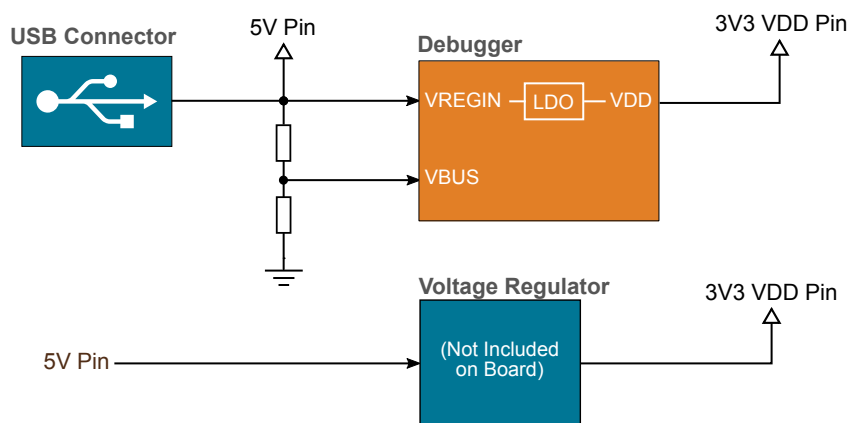 USB Connector
5V Pin
Debugger
3V3 VDD Pin
VREGIN
LDO
VDD
VBUS
Voltage Regulator
3V3 VDD Pin
5V Pin
(Not Included
on Board)